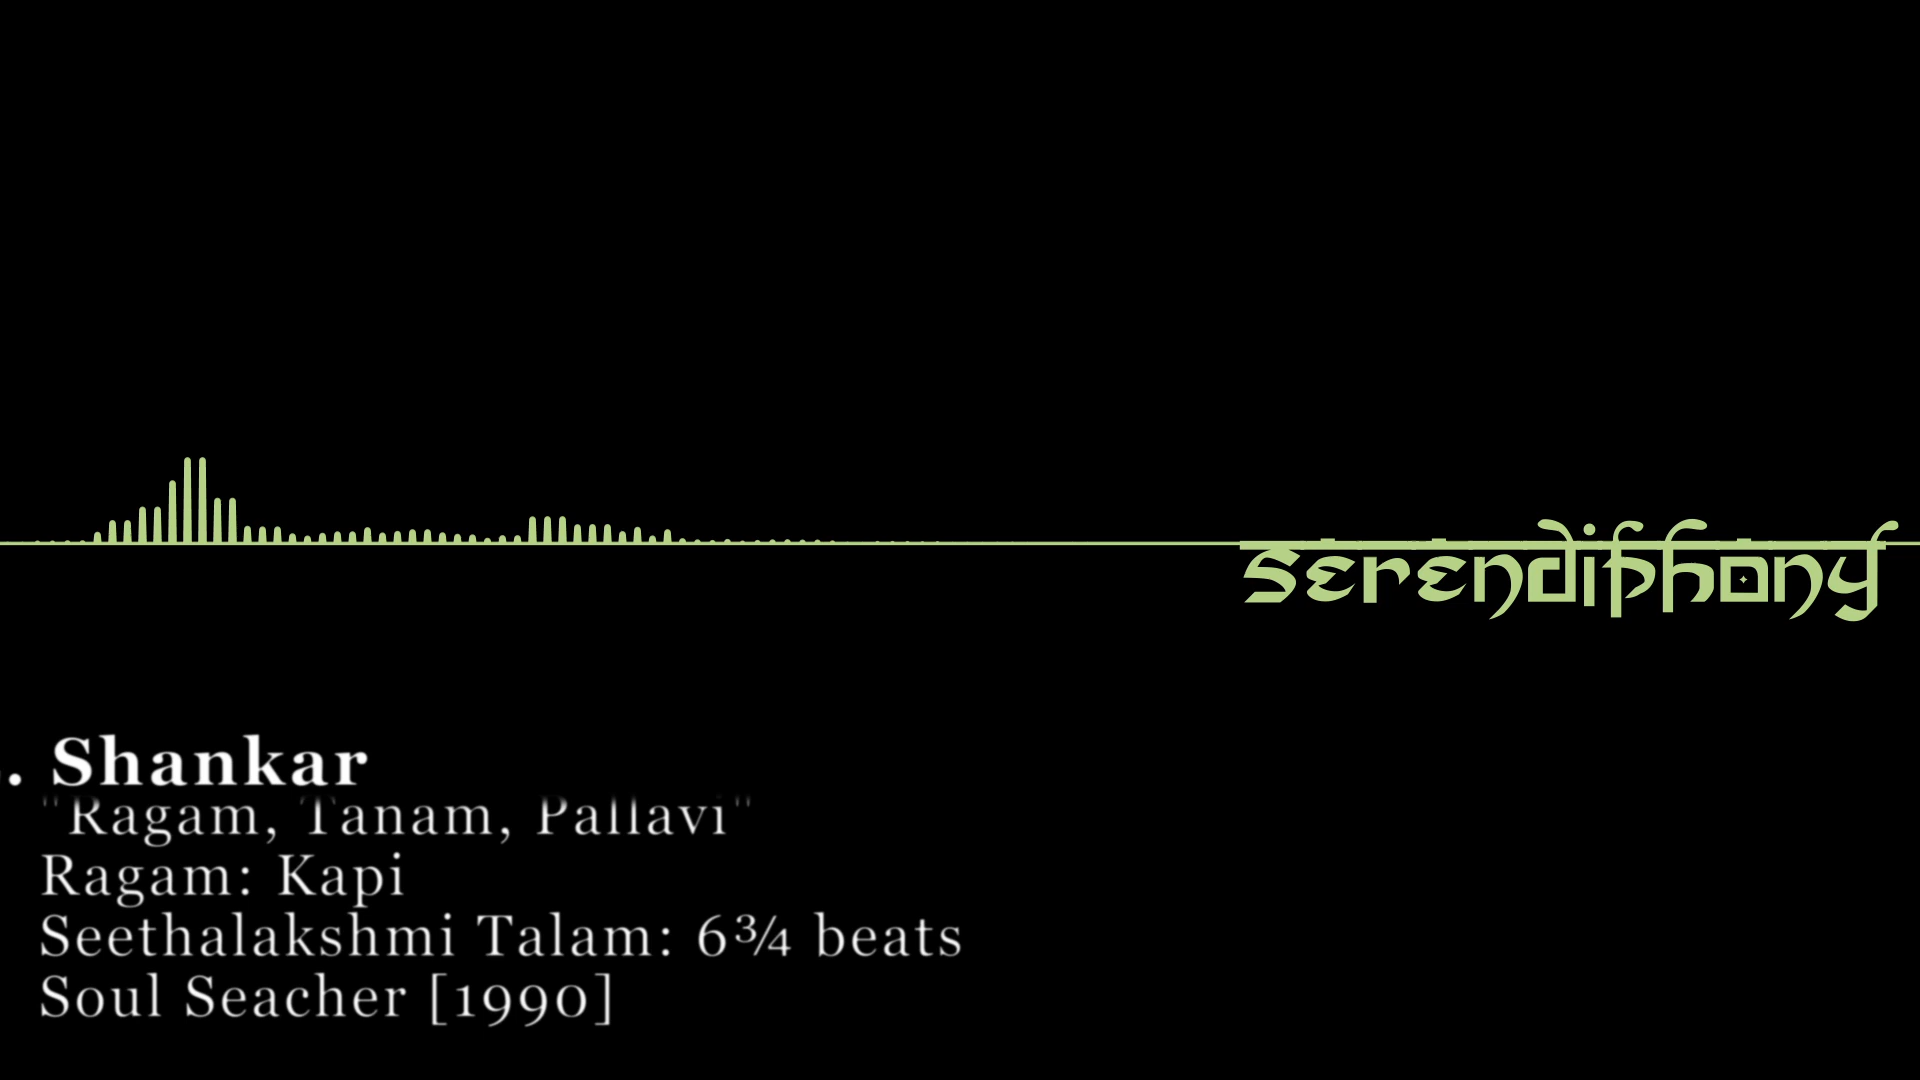 serendiphony
. Shankar
"Ragam, Tanam, Pallavi"
Ragam: Kapi
Seethalakshmi Talam: 6¾ beats
Soul Seacher [1990]